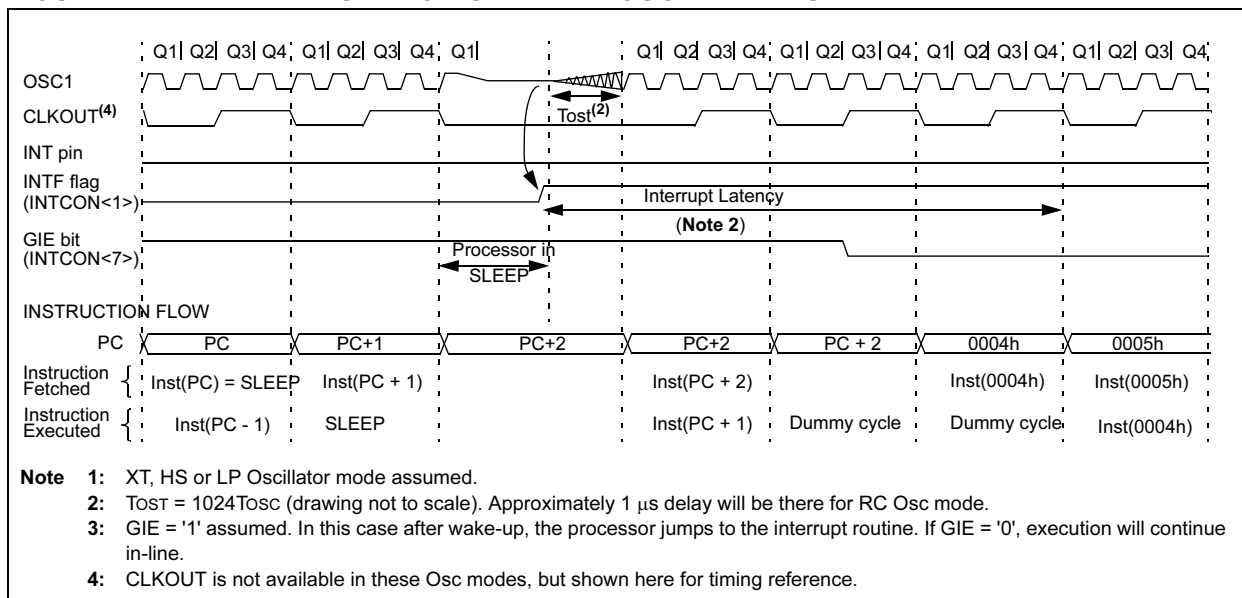 Q1 Q2 Q3 Q4 Q1 Q2 Q3 Q4 Q1 Q1 Q2 Q3 Q4 Q1 Q2 Q3 Q4 Q1 Q2 Q3 Q4 Q1 Q2 Q3 Q4
OSC1
CLKOUT(4)
TOST(2)
INT pin
INTF flag
(INTCON<1>)
Interrupt Latency
(Note 2)
GIE bit
(INTCON<7>)
Processor in
SLEEP
INSTRUCTION FLOW
PC PC PC+1 PC+2 PC+2 PC + 2 0004h 0005h
Instruction
Fetched
Inst(PC) = SLEEP Inst(PC + 1) Inst(PC + 2) Inst(0004h) Inst(0005h)
Instruction
Executed
Inst(PC - 1) SLEEP Inst(PC + 1) Dummy cycle Dummy cycle Inst(0004h)
Note 1: XT, HS or LP Oscillator mode assumed.
2: TOST = 1024TOSC (drawing not to scale). Approximately 1 μs delay will be there for RC Osc mode.
3: GIE = '1' assumed. In this case after wake-up, the processor jumps to the interrupt routine. If GIE = '0', execution will continue
in-line.
4: CLKOUT is not available in these Osc modes, but shown here for timing reference.